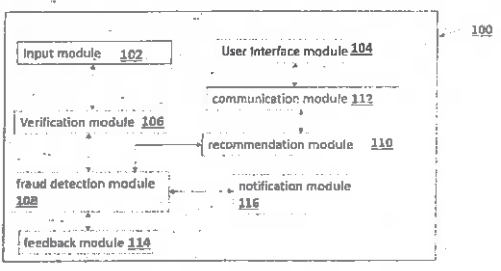 100
Input module 102
User Interface module 104
communication module 112
Verification module 106
recommendation module 110
fraud detection module
108
notification module
116
feedback module 114